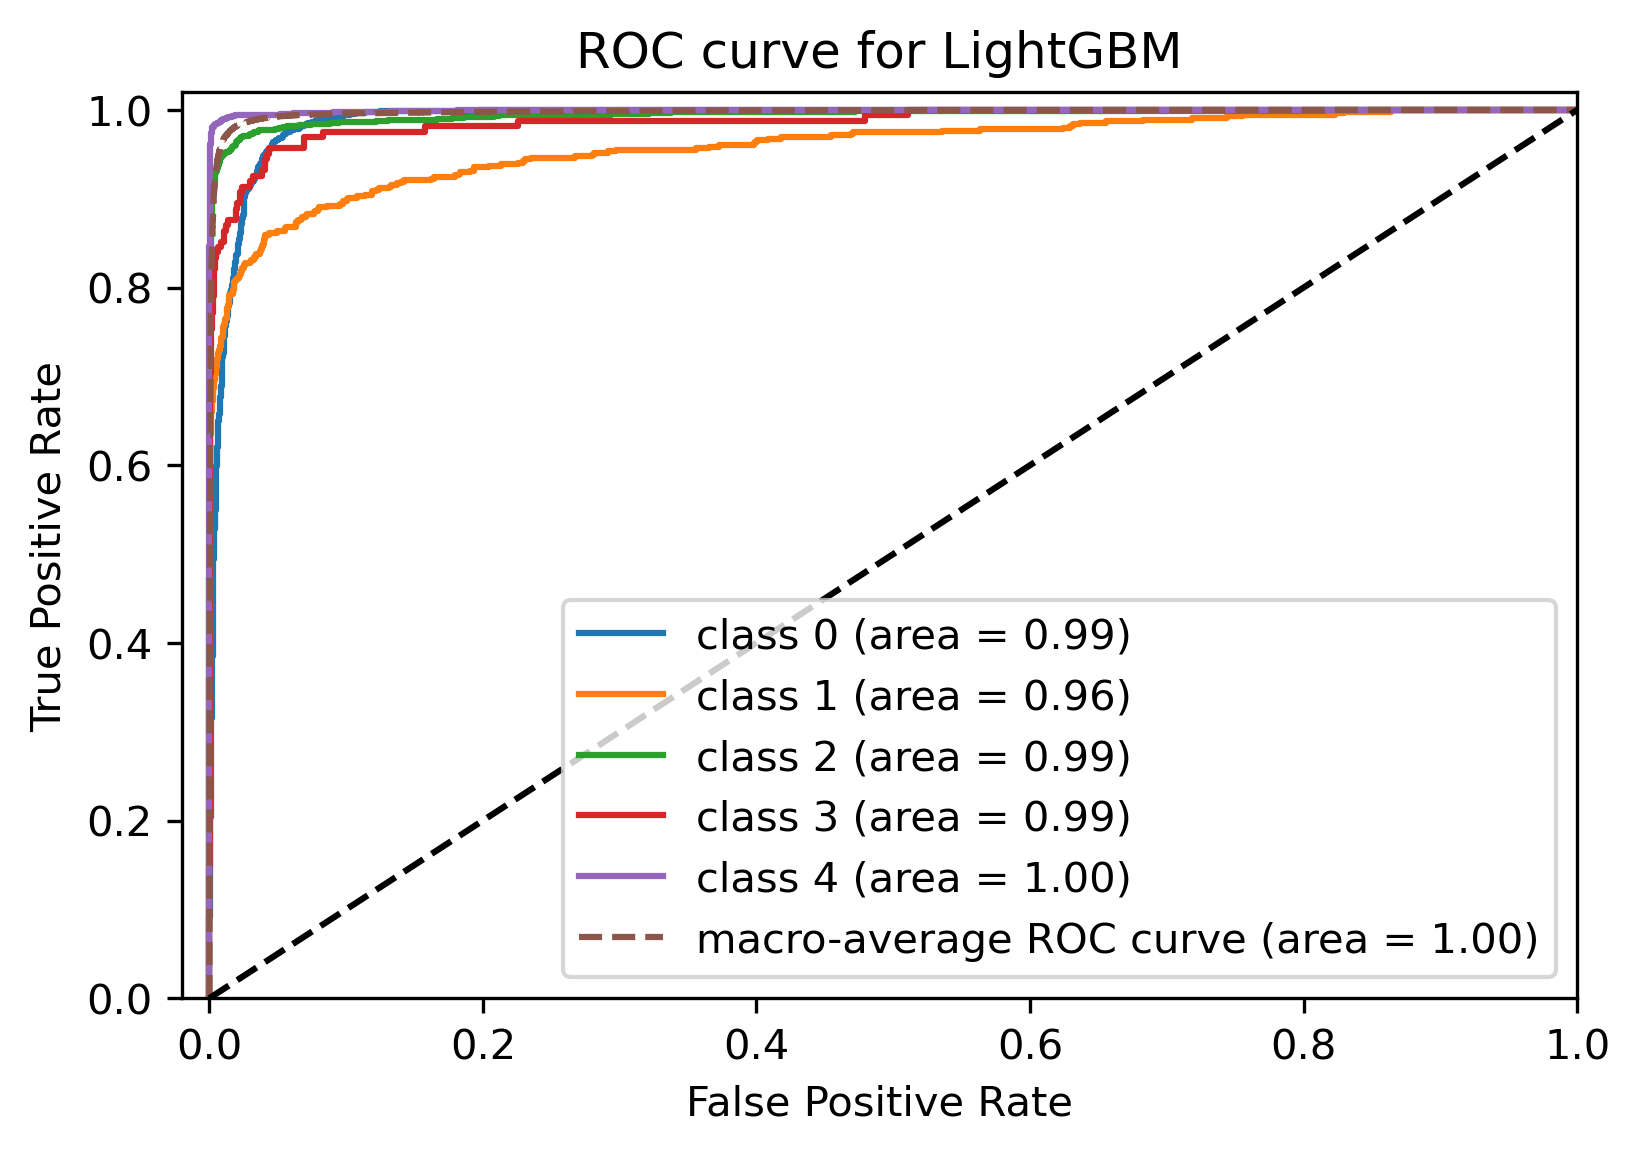 ROC curve for LightGBM
True Positive Rate
1.0
0.8
0.6
0.4
0.2
0.0
class 0 (area = 0.99)
class 1 (area = 0.96)
class 2 (area = 0.99)
class 3 (area = 0.99)
class 4 (area = 1.00)
macro-average ROC curve (area = 1.00)
0.0 0.2 0.4 0.6 0.8 1.0
False Positive Rate